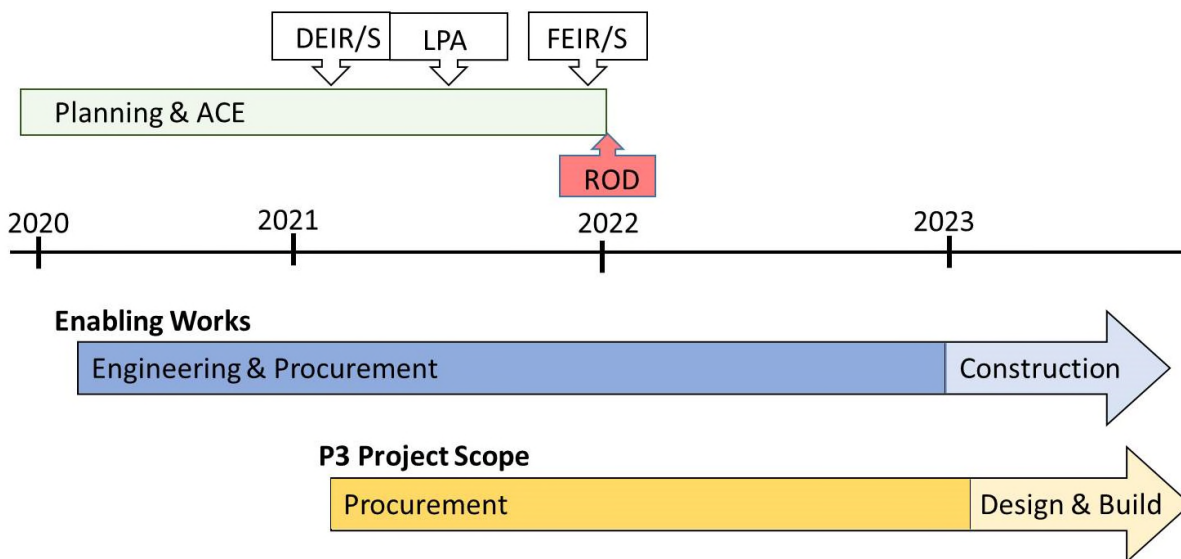 DEIR/S LPA FEIR/S
Planning & ACE
ROD
2020 2021 2022 2023
Enabling Works
Engineering & Procurement Construction
P3 Project Scope
Procurement Design & Build